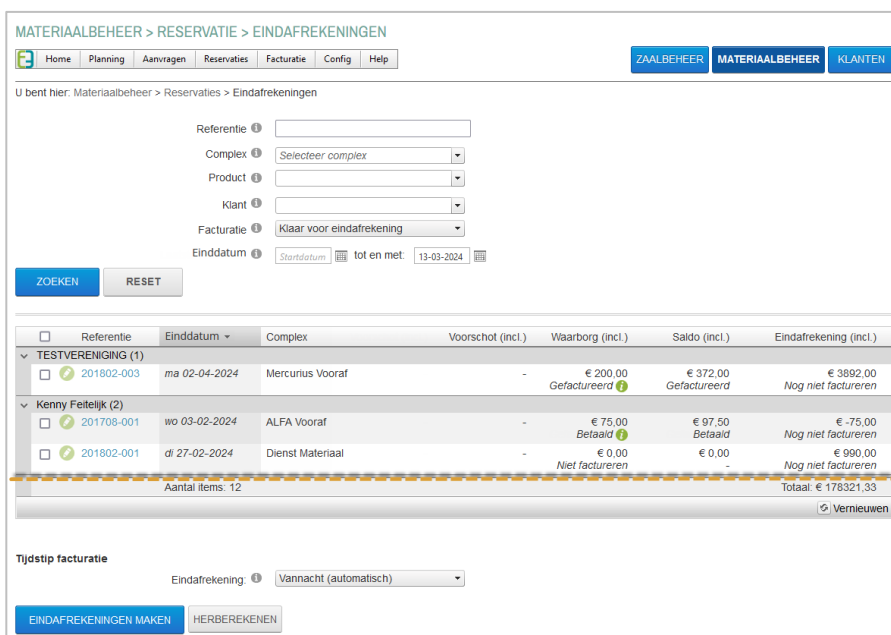 MATERIAALBEHEER > RESERVATIE > EINDAFREKENINGEN
Home Planning Aanvragen Reservaties Facturatie Config Help
ZAALBEHEER MATERIAALBEHEER KLANTEN
U bent hier: Materiaalbeheer > Reservaties > Eindafrekeningen
Referentie
Complex Selecteer complex
Product
Klant
Facturatie Klaar voor eindafrekening
Einddatum Startdatum tot en met: 13-03-2024
ZOEKEN RESET
Referentie Einddatum Complex Voorschot (incl.) Waarborg (incl.) Saldo (incl.) Eindafrekening (incl.)
TESTVERENIGING (1)
201802-003 ma 02-04-2024 Mercurius Vooraf - € 200,00 € 372,00 € 3892,00
Gefactureerd Gefactureerd Nog niet factureren
Kenny Feitelijk (2)
201708-001 wo 03-02-2024 ALFA Vooraf - € 75,00 € 97,50 € -75,00
Betaald Betaald Nog niet factureren
201802-001 di 27-02-2024 Dienst Materiaal - € 0,00 € 0,00 € 990,00
Niet factureren - Nog niet factureren
Aantal items: 12 Totaal: € 178321,33
Vernieuwen
Tijdstip facturatie
Eindafrekening: Vannacht (automatisch)
EINDAFREKENINGEN MAKEN HERBEREKENEN